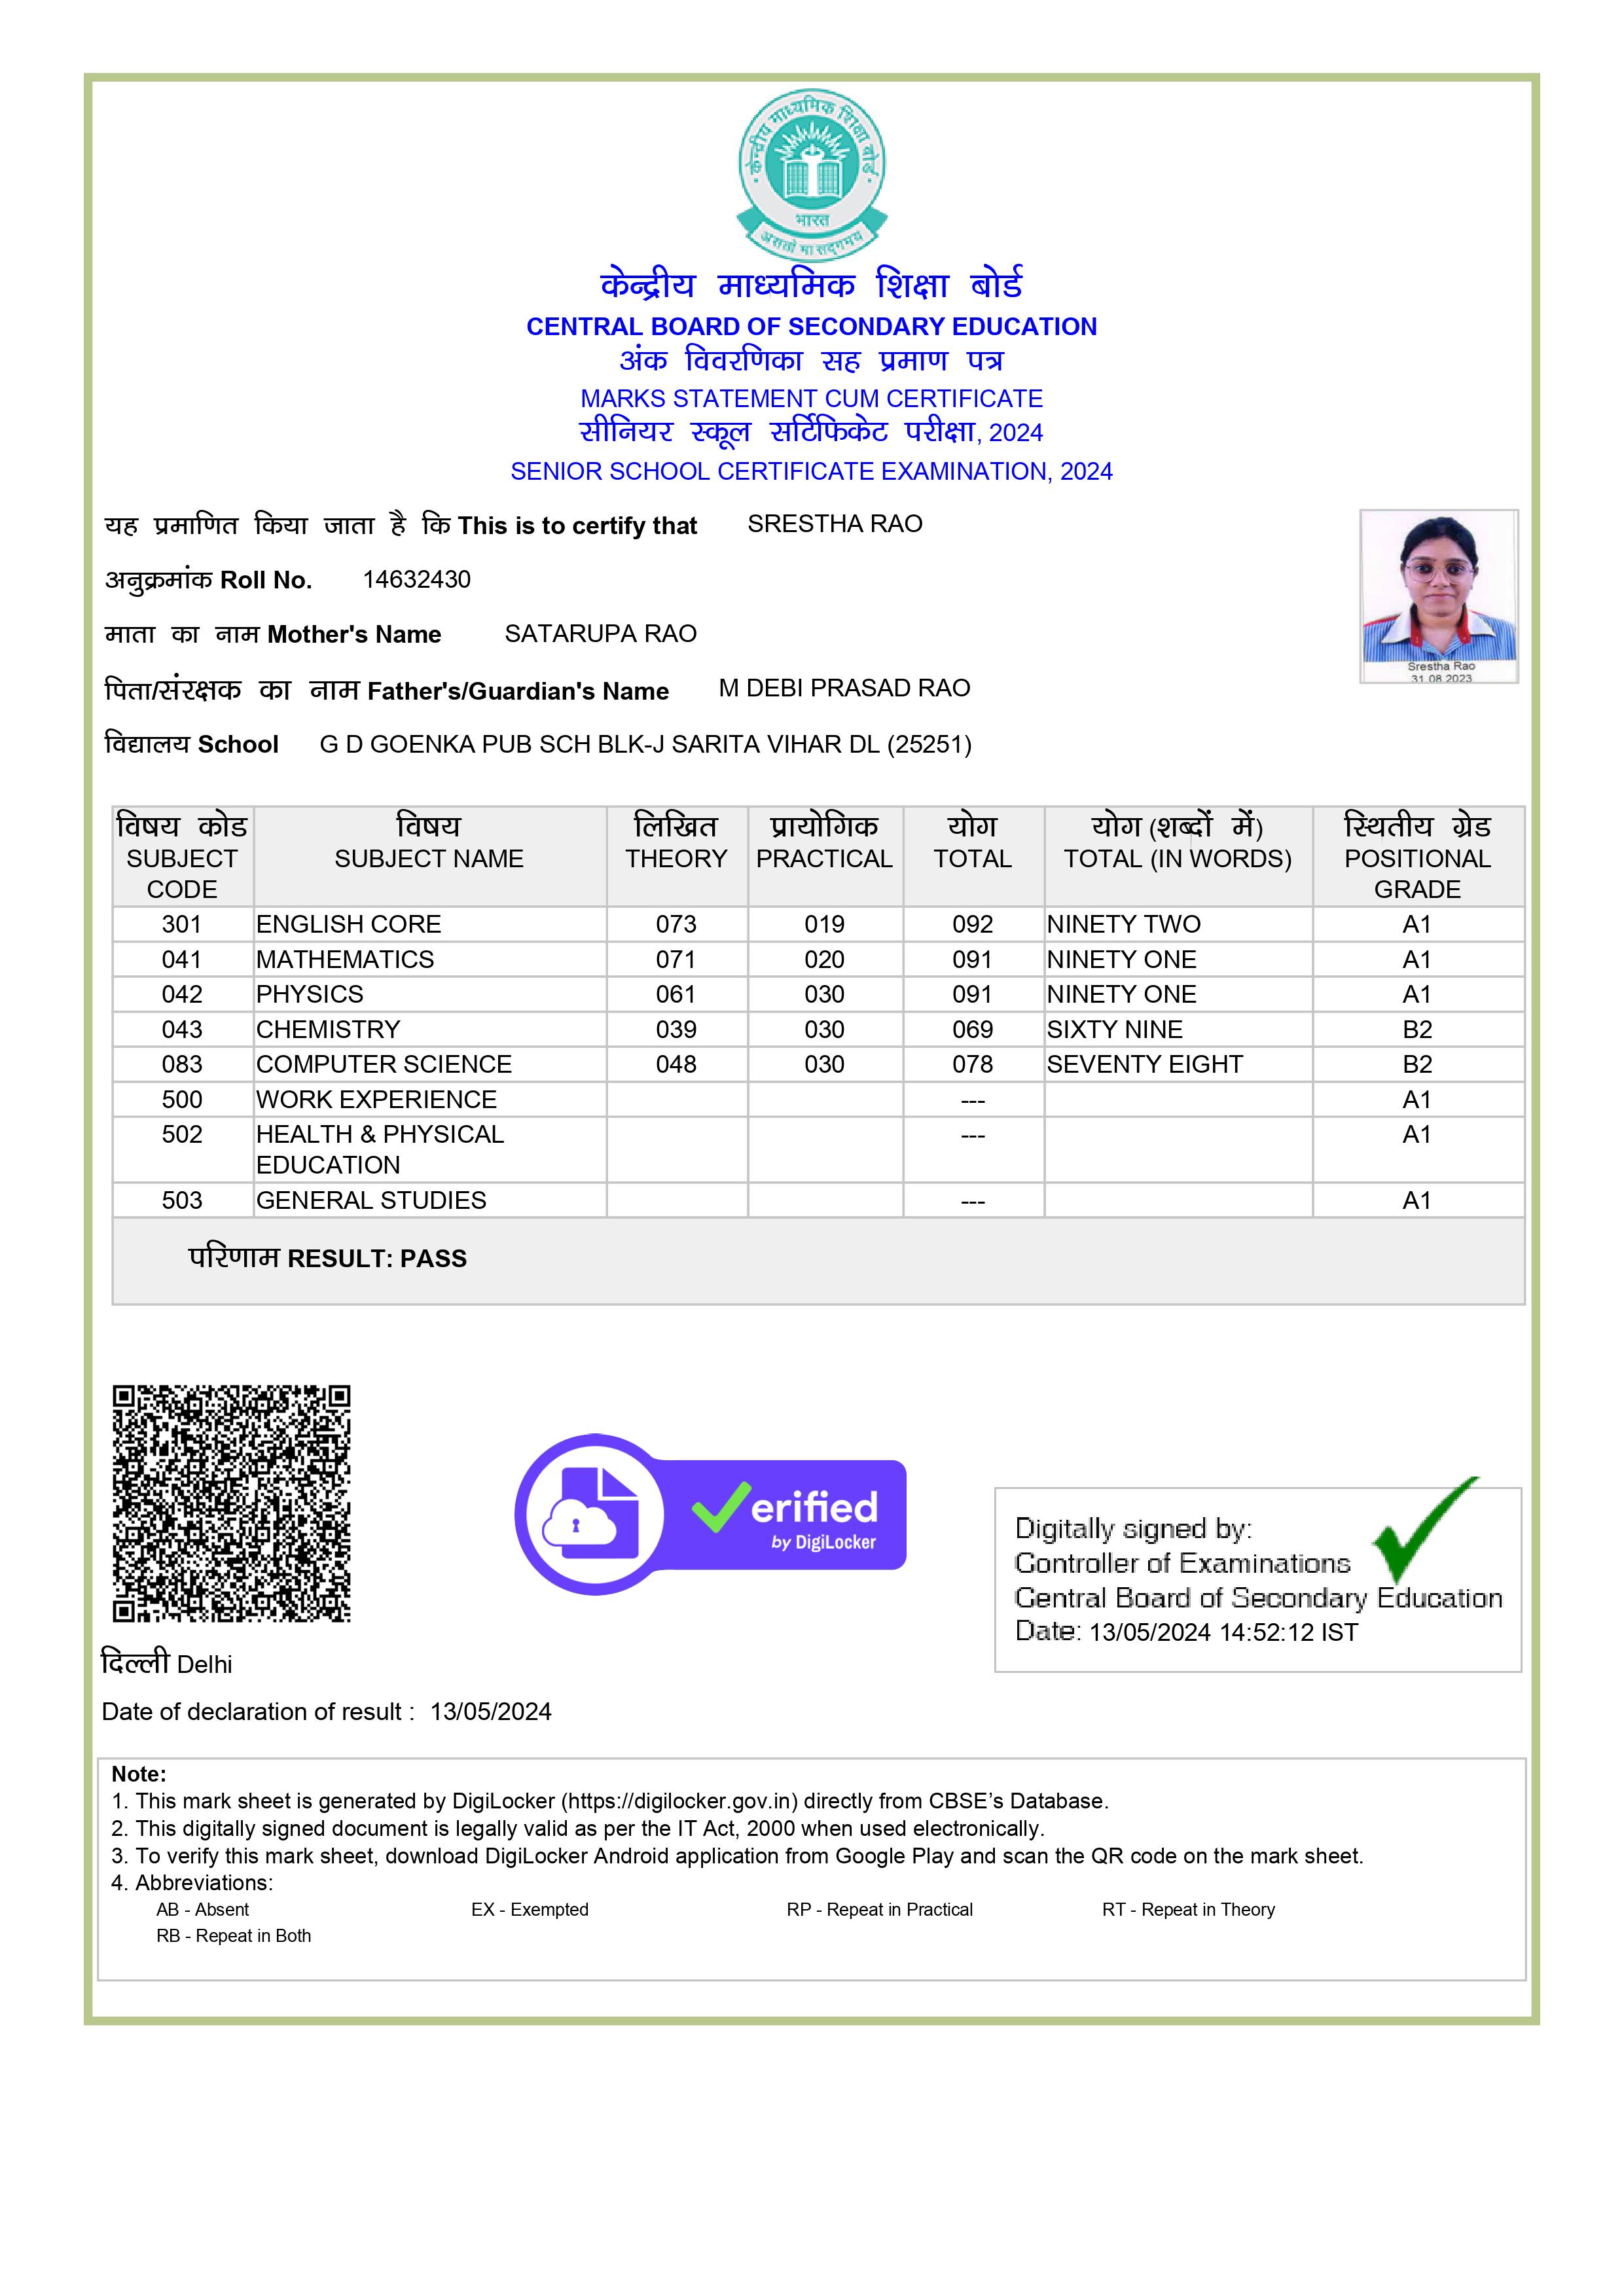 केन्द्रीय माध्यमिक शिक्षा बोर्ड
भारत
असतो मा सद्गमय
केन्द्रीय माध्यमिक शिक्षा बोर्ड
CENTRAL BOARD OF SECONDARY EDUCATION
अंक विवरणिका सह प्रमाण पत्र
MARKS STATEMENT CUM CERTIFICATE
सीनियर स्कूल सर्टिफिकेट परीक्षा, 2024
SENIOR SCHOOL CERTIFICATE EXAMINATION, 2024
यह प्रमाणित किया जाता है कि This is to certify that SRESTHA RAO
अनुक्रमांक Roll No. 14632430
माता का नाम Mother's Name SATARUPA RAO
पिता/संरक्षक का नाम Father's/Guardian's Name M DEBI PRASAD RAO
विद्यालय School G D GOENKA PUB SCH BLK-J SARITA VIHAR DL (25251)
Srestha Rao
31.08.2023
विषय कोड विषय लिखित प्रायोगिक योग योग (शब्दों में) स्थितीय ग्रेड
SUBJECT SUBJECT NAME THEORY PRACTICAL TOTAL TOTAL (IN WORDS) POSITIONAL
CODE GRADE
301 ENGLISH CORE 073 019 092 NINETY TWO A1
041 MATHEMATICS 071 020 091 NINETY ONE A1
042 PHYSICS 061 030 091 NINETY ONE A1
043 CHEMISTRY 039 030 069 SIXTY NINE B2
083 COMPUTER SCIENCE 048 030 078 SEVENTY EIGHT B2
500 WORK EXPERIENCE --- A1
502 HEALTH & PHYSICAL --- A1
EDUCATION
503 GENERAL STUDIES --- A1
परिणाम RESULT: PASS
erified
by DigiLocker
Digitally signed by:
Controller of Examinations
Central Board of Secondary Education
Date: 13/05/2024 14:52:12 IST
दिल्ली Delhi
Date of declaration of result : 13/05/2024
Note:
1. This mark sheet is generated by DigiLocker (https://digilocker.gov.in) directly from CBSE’s Database.
2. This digitally signed document is legally valid as per the IT Act, 2000 when used electronically.
3. To verify this mark sheet, download DigiLocker Android application from Google Play and scan the QR code on the mark sheet.
4. Abbreviations:
AB - Absent EX - Exempted RP - Repeat in Practical RT - Repeat in Theory
RB - Repeat in Both